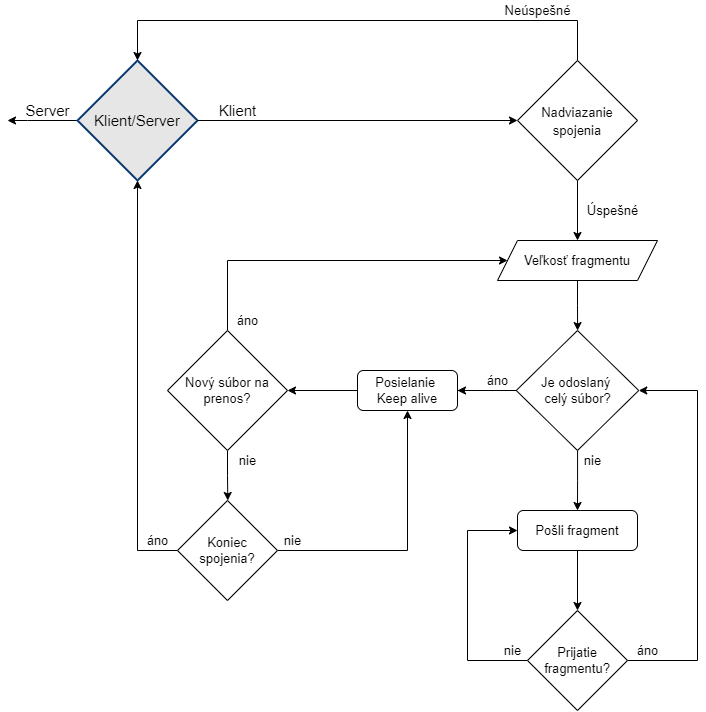 Neúspešné
Server
Klient/Server
Klient
Nadviazanie
spojenia
Úspešné
Veľkosť fragmentu
áno
Nový súbor na
prenos?
Posielanie
Keep alive
áno
Je odoslaný
celý súbor?
nie
nie
Pošli fragment
áno
Koniec
spojenia?
nie
nie
Prijatie
fragmentu?
áno